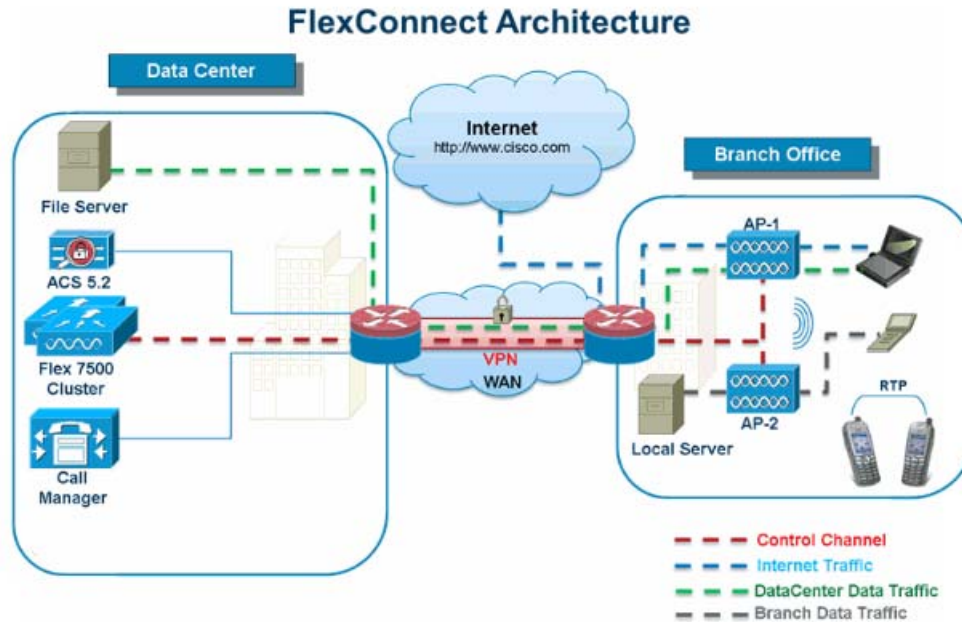 FlexConnect Architecture
Data Center
Internet
http://www.cisco.com
Branch Office
File Server
AP-1
ACS 5.2
Flex 7500
Cluster
VPN
WAN
AP-2
RTP
Local Server
Call
Manager
Control Channel
Internet Traffic
DataCenter Data Traffic
Branch Data Traffic